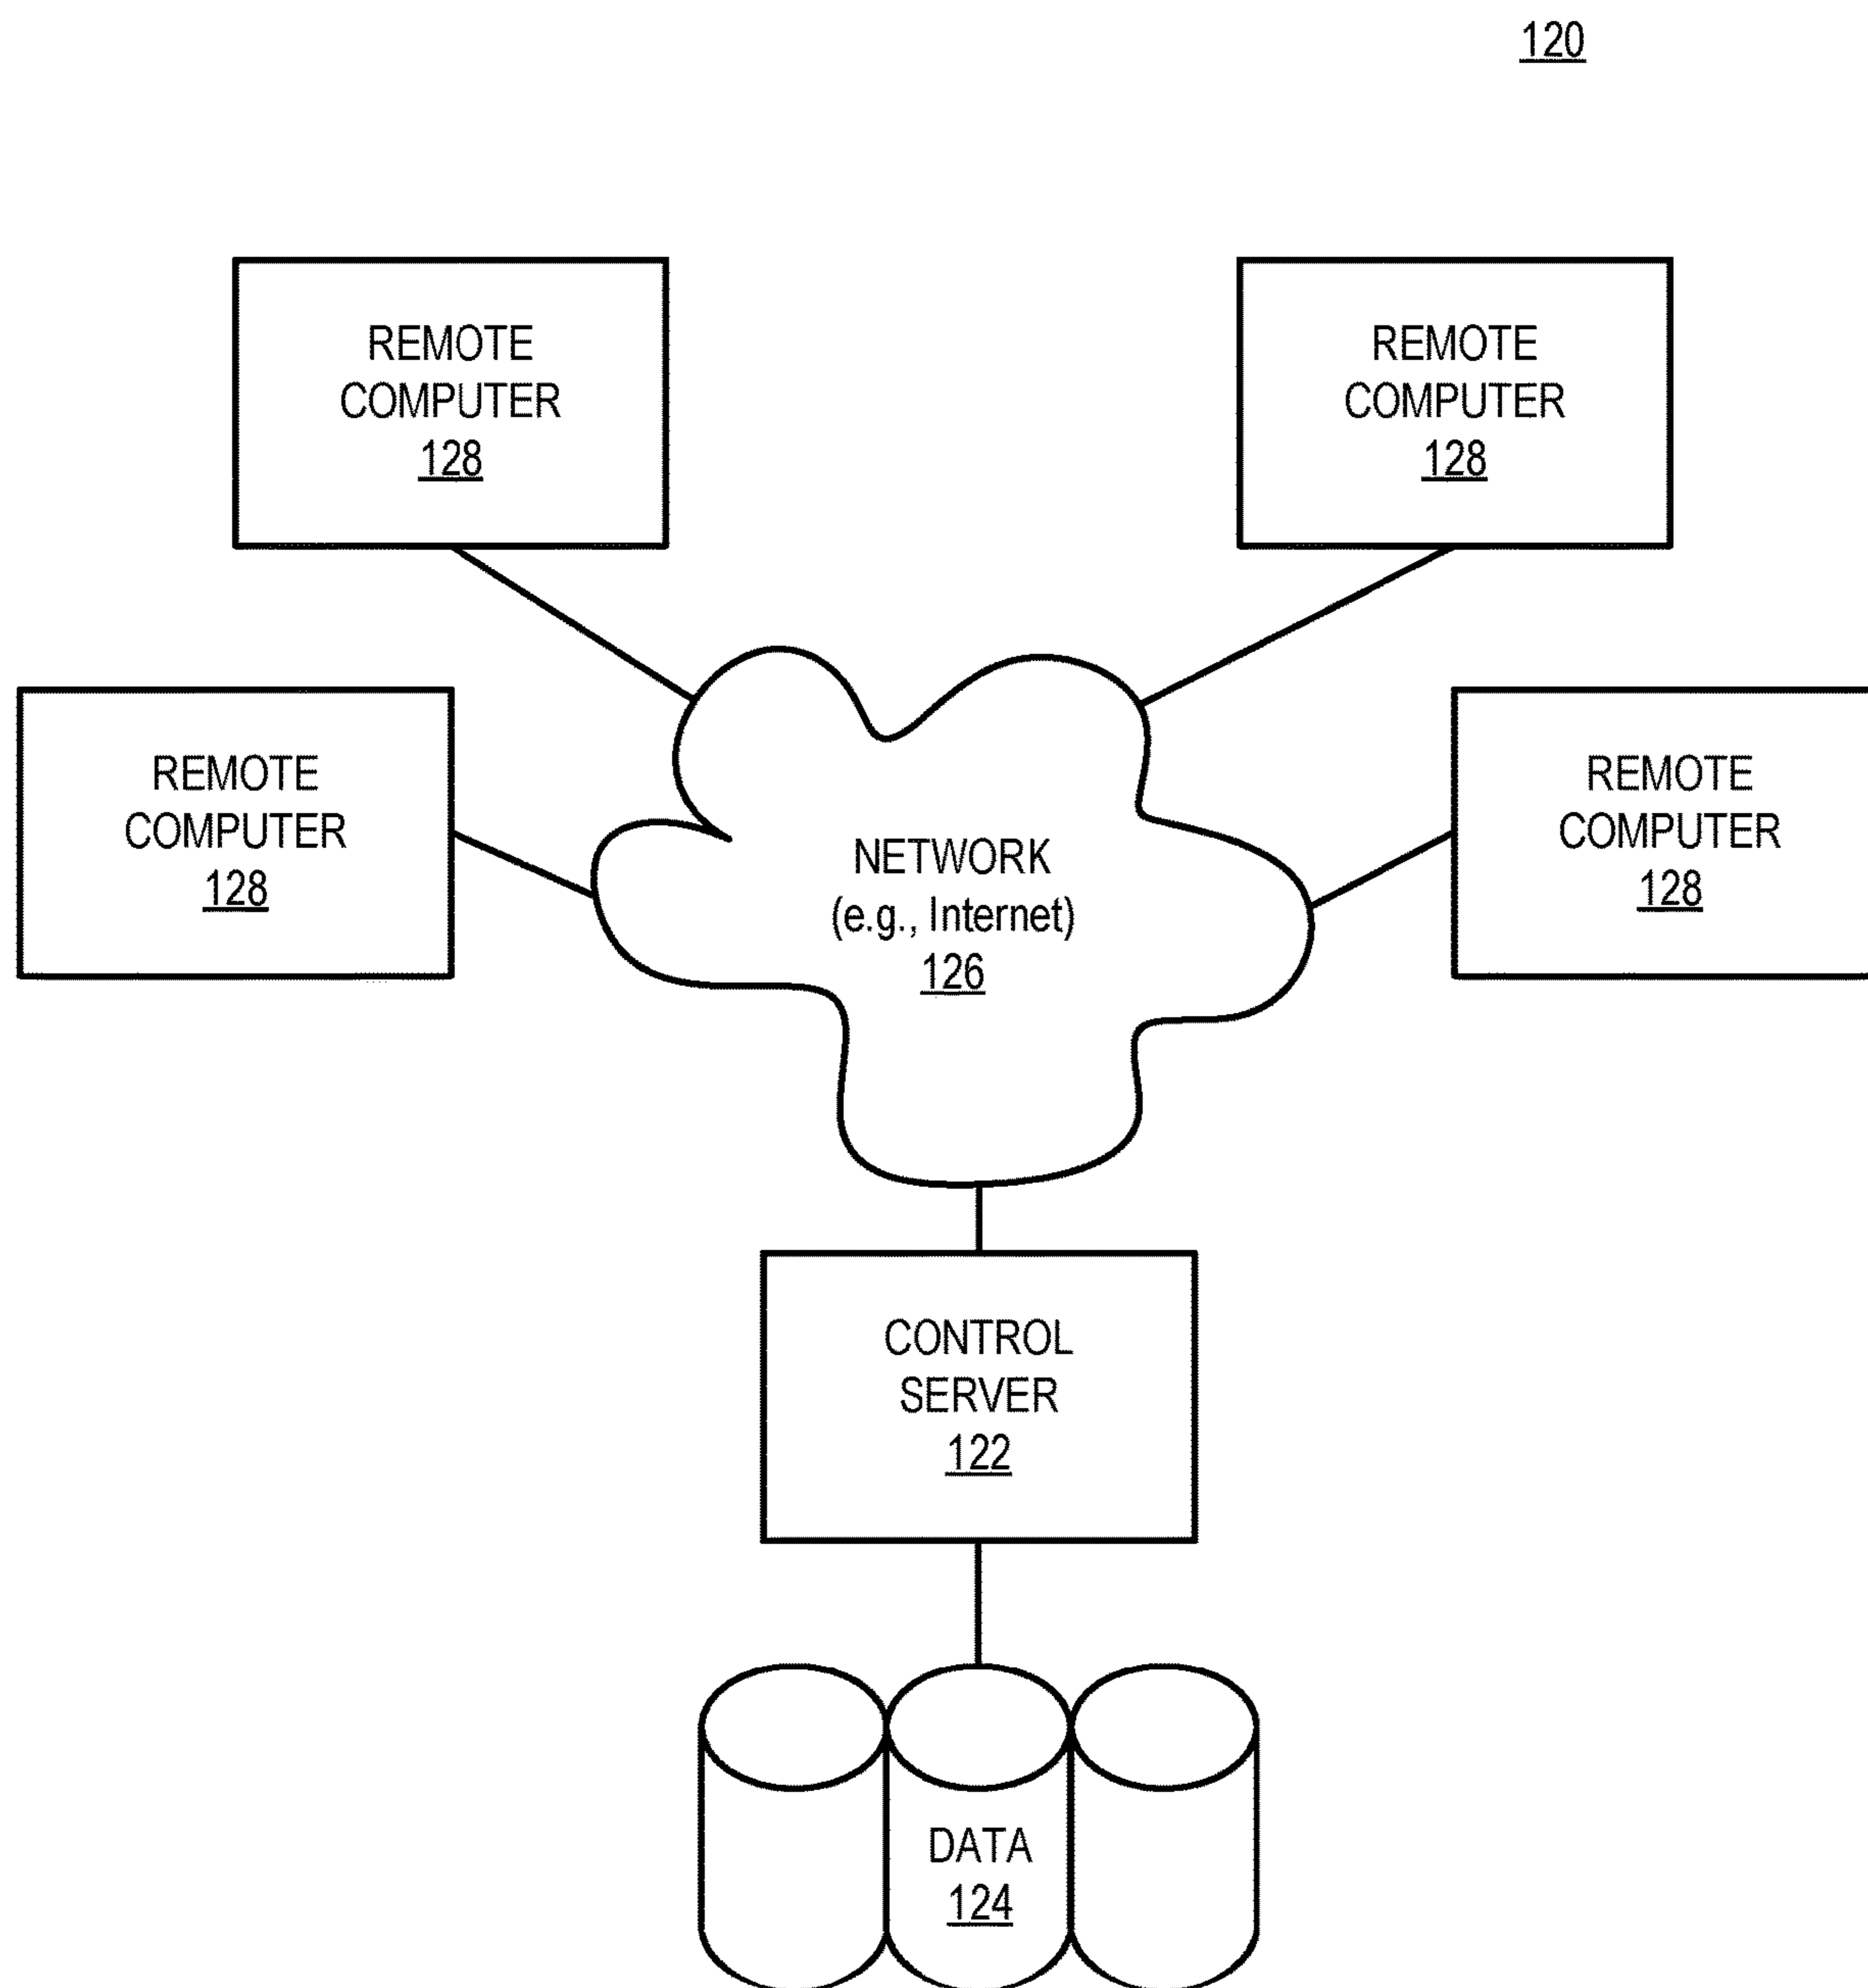 120
REMOTE
COMPUTER
128
REMOTE
COMPUTER
128
REMOTE
COMPUTER
128
NETWORK
(e.g., Internet)
126
REMOTE
COMPUTER
128
CONTROL
SERVER
122
DATA
124